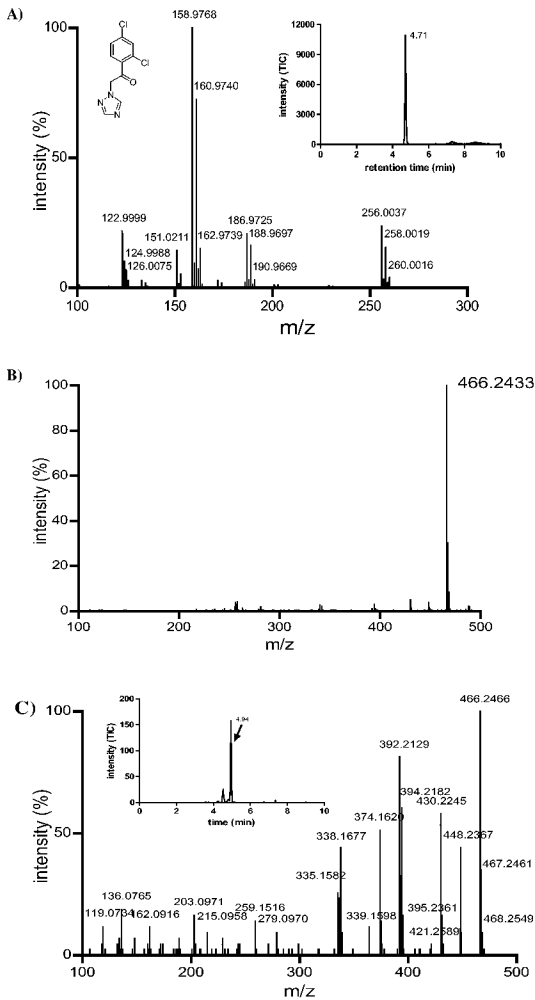 A)
158.9768
160.9740
122.9999
124.9988
126.0075
151.0211
162.9739
186.9725
188.9697
190.9669
256.0037
258.0019
260.0016
Cl
Cl
O
N
N
N
100
50
0
intensity (%)
100 150 200 250 300
m/z
12000
9000
6000
3000
0
intensity (TIC)
4.71
0 2 4 6 8 10
retention time (min)
B)
466.2433
100
80
60
40
20
0
intensity (%)
100 200 300 400 500
m/z
C)
466.2466
392.2129
394.2182
430.2245
374.1620
448.2367
338.1677
335.1582
467.2461
136.0765
119.0734
162.0916
203.0971
215.0958
259.1516
279.0970
339.1598
395.2361
421.2589
468.2549
100
50
0
intensity (%)
100 200 300 400 500
m/z
200
150
100
50
0
intensity (TIC)
4.94
0 2 4 6 8 10
time (min)